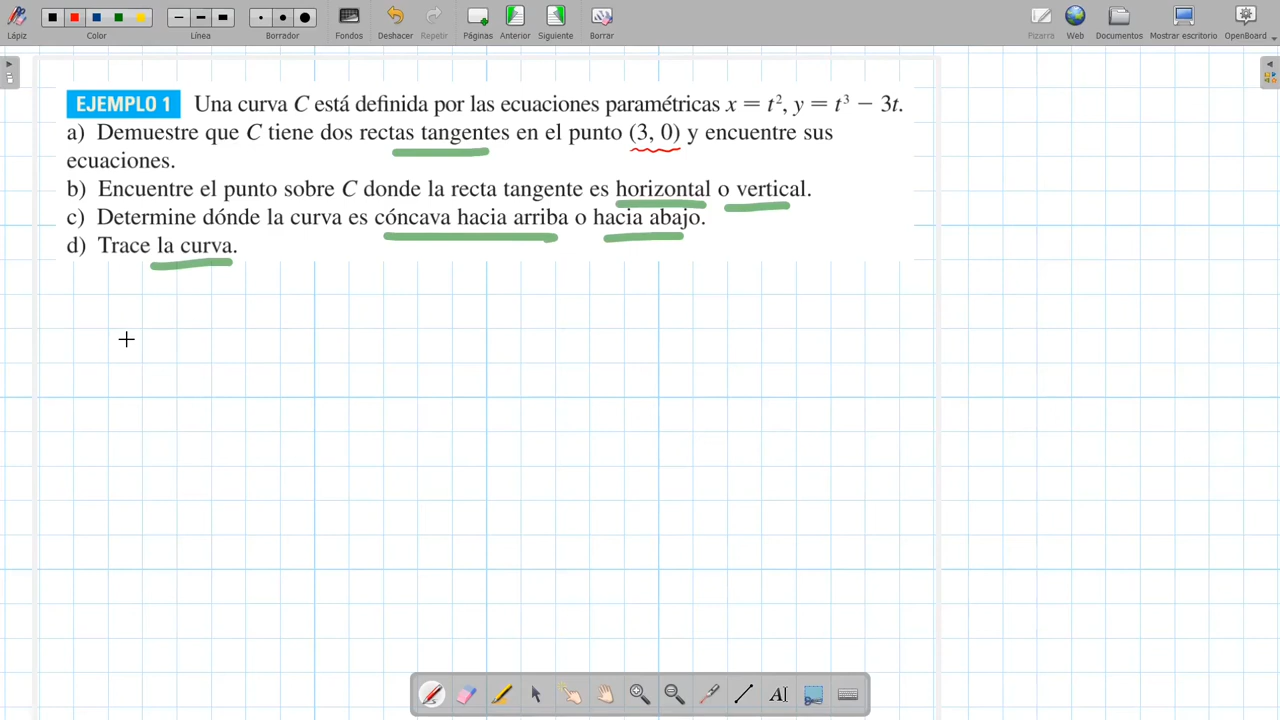 Lápiz Color Línea Borrador Fondos Deshacer Repetir Páginas Anterior Siguiente Borrar Pizarra Web Documentos Mostrar escritorio OpenBoard
EJEMPLO 1 Una curva C está definida por las ecuaciones paramétricas x = t², y = t³ − 3t.
a) Demuestre que C tiene dos rectas tangentes en el punto (3, 0) y encuentre sus
ecuaciones.
b) Encuentre el punto sobre C donde la recta tangente es horizontal o vertical.
c) Determine dónde la curva es cóncava hacia arriba o hacia abajo.
d) Trace la curva.